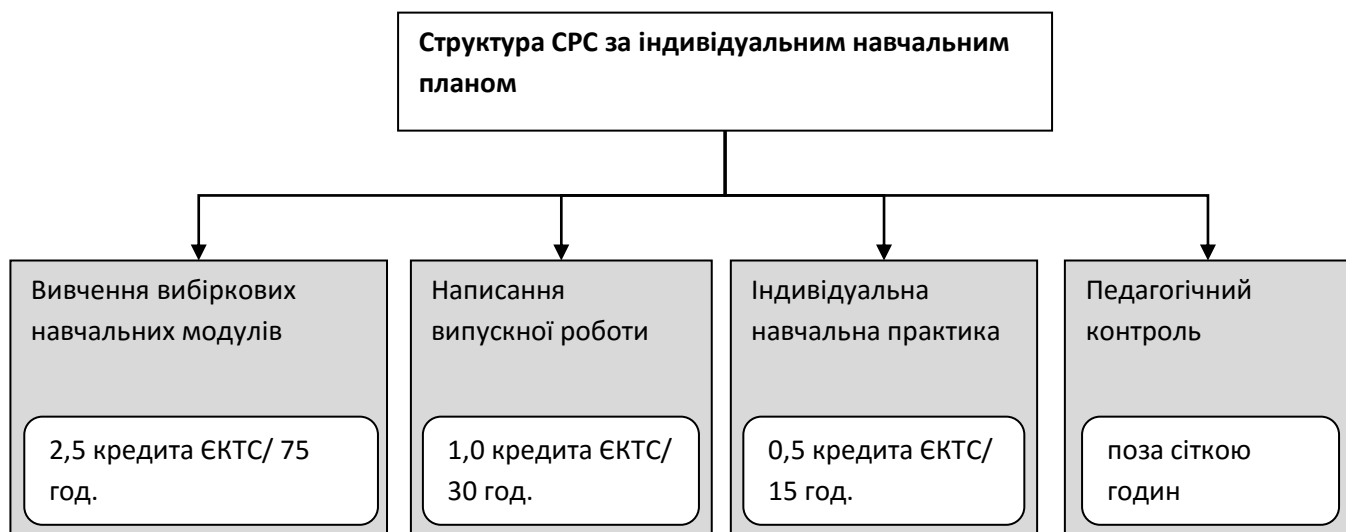 Структура СРС за індивідуальним навчальним
планом
Вивчення вибіркових
навчальних модулів
2,5 кредита ЄКТС/ 75
год.
Написання
випускної роботи
1,0 кредита ЄКТС/
30 год.
Індивідуальна
навчальна практика
0,5 кредита ЄКТС/
15 год.
Педагогічний
контроль
поза сіткою
годин